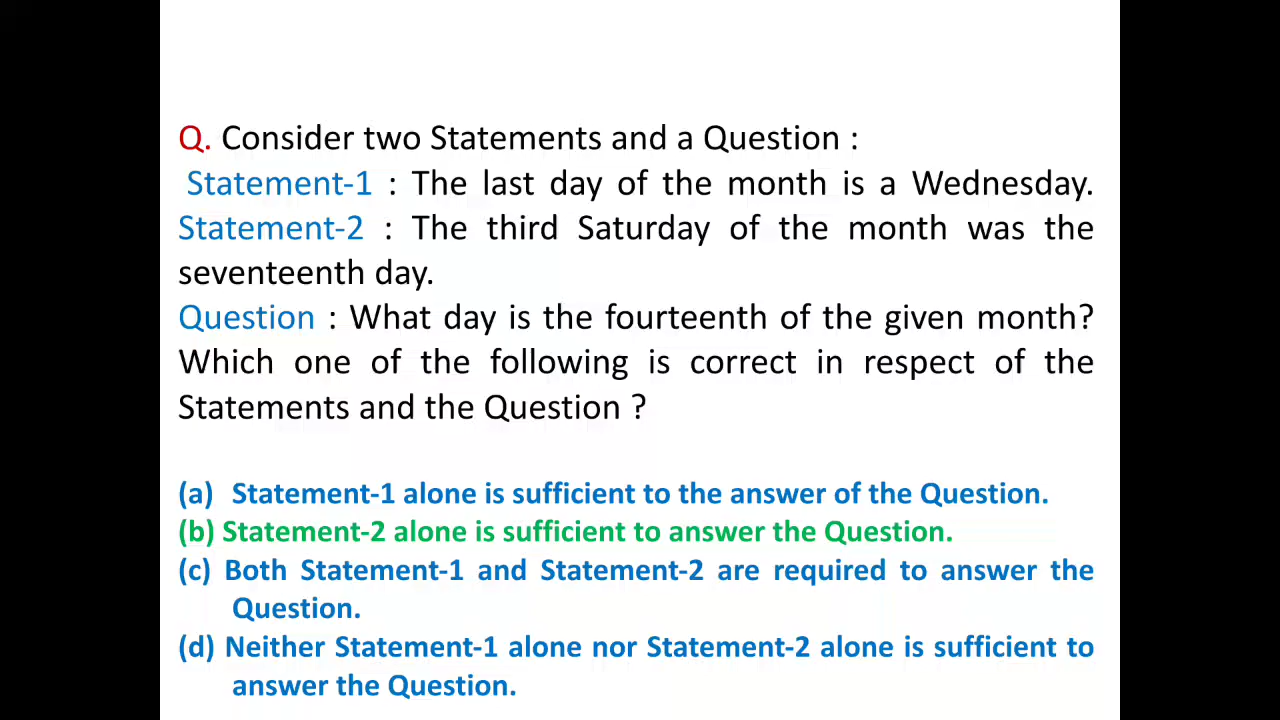 Q. Consider two Statements and a Question :
Statement-1 : The last day of the month is a Wednesday.
Statement-2 : The third Saturday of the month was the
seventeenth day.
Question : What day is the fourteenth of the given month?
Which one of the following is correct in respect of the
Statements and the Question ?
(a) Statement-1 alone is sufficient to the answer of the Question.
(b) Statement-2 alone is sufficient to answer the Question.
(c) Both Statement-1 and Statement-2 are required to answer the
Question.
(d) Neither Statement-1 alone nor Statement-2 alone is sufficient to
answer the Question.